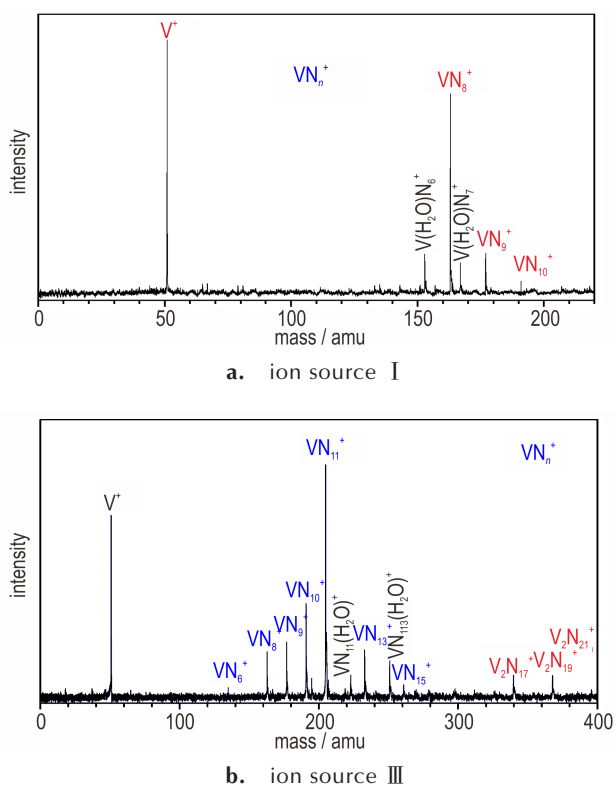 V⁺
VNₙ⁺
VN₈⁺
V(H₂O)N₆⁺
V(H₂O)N₇⁺
VN₉⁺
VN₁₀⁺
intensity
0 50 100 150 200
mass / amu
a. ion source Ⅰ
VN₁₁⁺
VNₙ⁺
V⁺
VN₁₀⁺
VN₉⁺
VN₈⁺
VN₆⁺
VN₁₁(H₂O)⁺
VN₁₃⁺
VN₁₁₃(H₂O)⁺
VN₁₅⁺
V₂N₁₇⁺
V₂N₁₉⁺
V₂N₂₁⁺
intensity
0 100 200 300 400
mass / amu
b. ion source Ⅲ